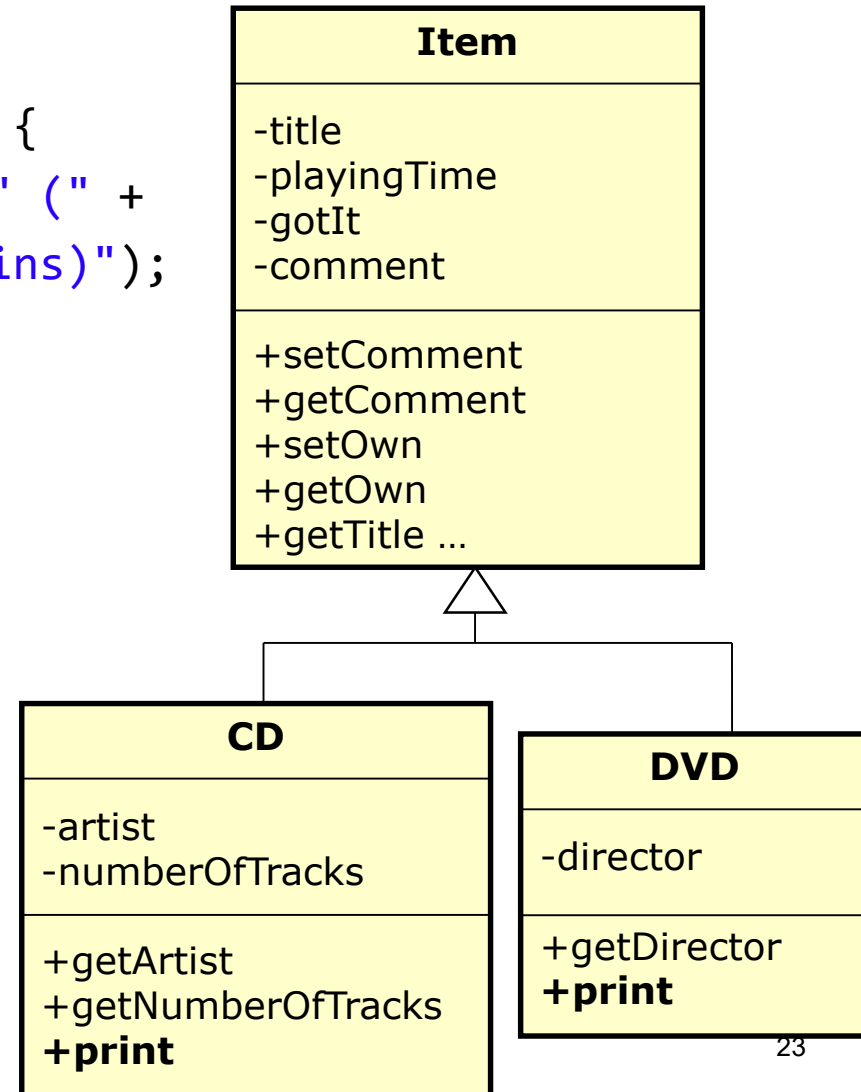 {
" (" +
ins)");
Item
-title
-playingTime
-gotIt
-comment
+setComment
+getComment
+setOwn
+getOwn
+getTitle …
CD
-artist
-numberOfTracks
+getArtist
+getNumberOfTracks
+print
DVD
-director
+getDirector
+print
23